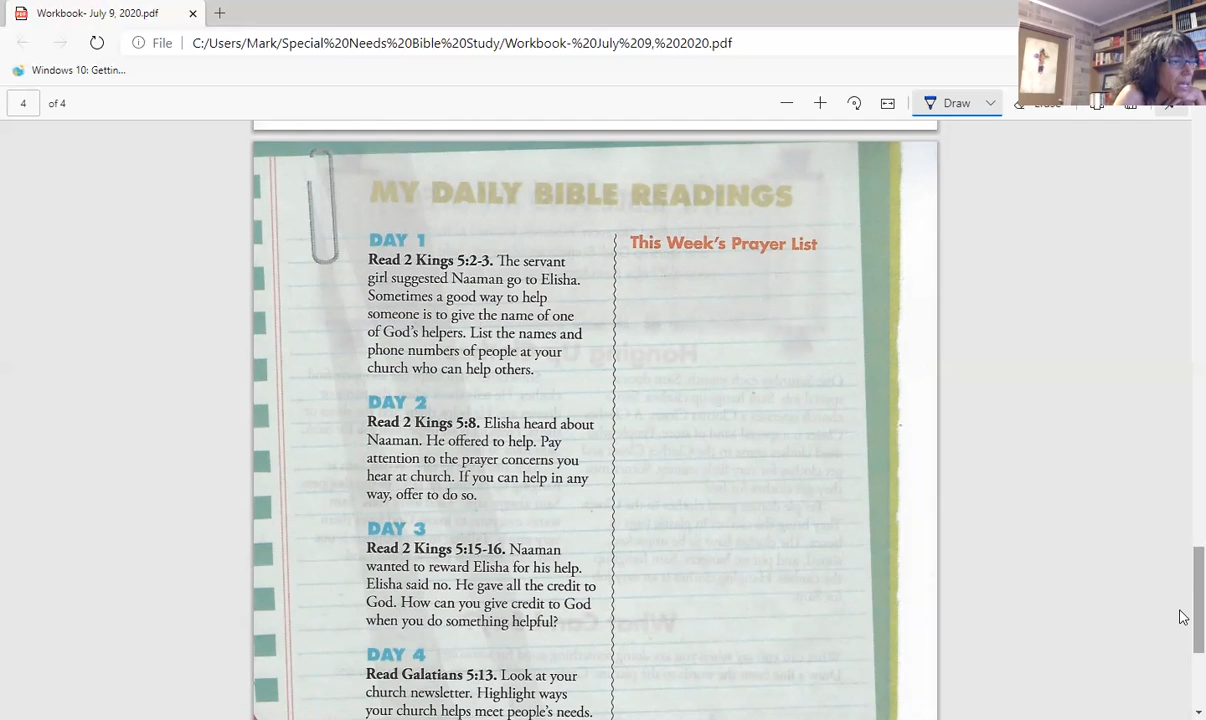 Workbook- July 9, 2020.pdf
File
C:/Users/Mark/Special%20Needs%20Bible%20Study/Workbook-%20July%209,%202020.pdf
Windows 10: Gettin...
4 of 4
Draw
MY DAILY BIBLE READINGS
DAY 1
Read 2 Kings 5:2-3. The servant
girl suggested Naaman go to Elisha.
Sometimes a good way to help
someone is to give the name of one
of God's helpers. List the names and
phone numbers of people at your
church who can help others.
DAY 2
Read 2 Kings 5:8. Elisha heard about
Naaman. He offered to help. Pay
attention to the prayer concerns you
hear at church. If you can help in any
way, offer to do so.
DAY 3
Read 2 Kings 5:15-16. Naaman
wanted to reward Elisha for his help.
Elisha said no. He gave all the credit to
God. How can you give credit to God
when you do something helpful?
DAY 4
Read Galatians 5:13. Look at your
church newsletter. Highlight ways
your church helps meet people's needs.
This Week's Prayer List